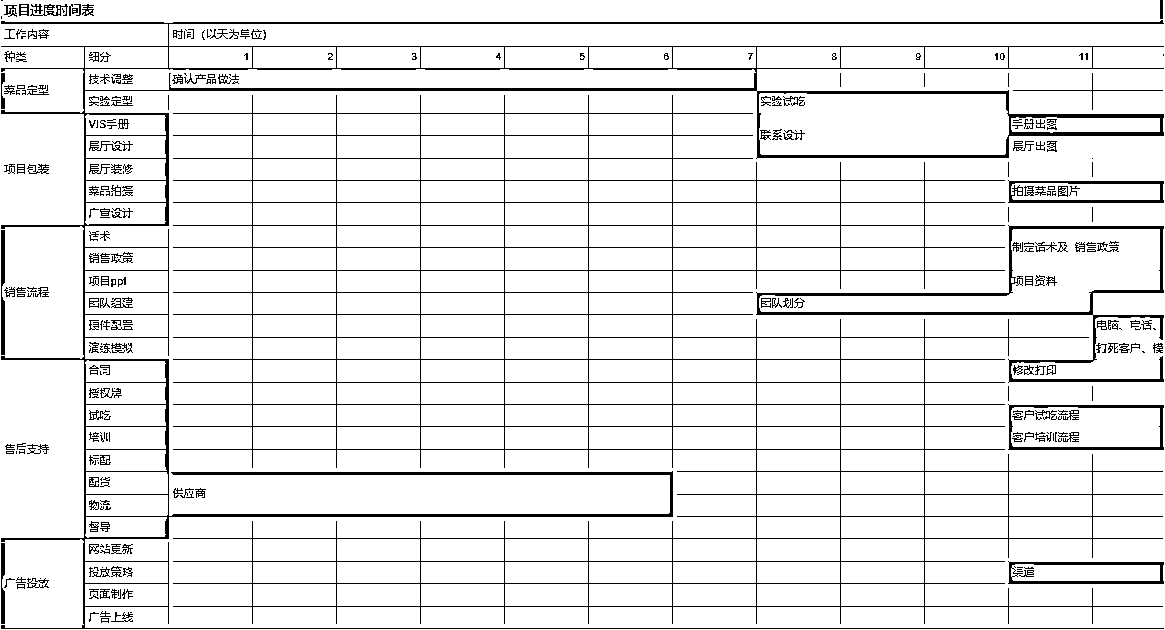 项目进度时间表
工作内容 时间（以天为单位）
种类 细分 1 2 3 4 5 6 7 8 9 10 11
菜品定型 技术调整 确认产品做法
实验定型 实验试吃
项目包装 VIS手册 联系设计 手册出图
展厅设计 展厅出图
展厅装修
菜品拍摄 拍摄菜品图片
广宣设计
销售流程 话术 制定话术及 销售政策
销售政策
项目ppt 项目资料
团队组建 团队划分
硬件配置 电脑、电话、
演练模拟 打死客户、模
售后支持 合同 修改打印
授权牌
试吃 客户试吃流程
培训 客户培训流程
标配
配货 供应商
物流
督导
广告投放 网站更新
投放策略 渠道
页面制作
广告上线